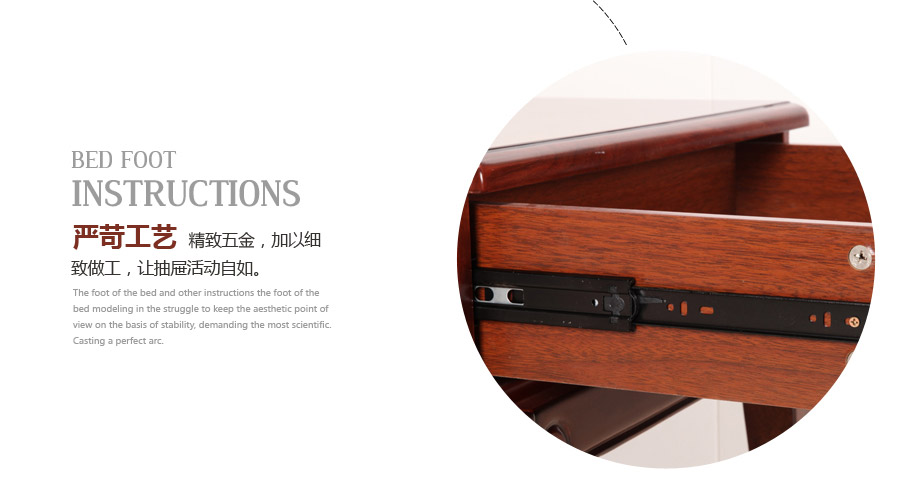 BED FOOT
INSTRUCTIONS
严苛工艺 精致五金，加以细
致做工，让抽屉活动自如。
The foot of the bed and other instructions the foot of the
bed modeling in the struggle to keep the aesthetic point of
view on the basis of stability, demanding the most scientific.
Casting a perfect arc.